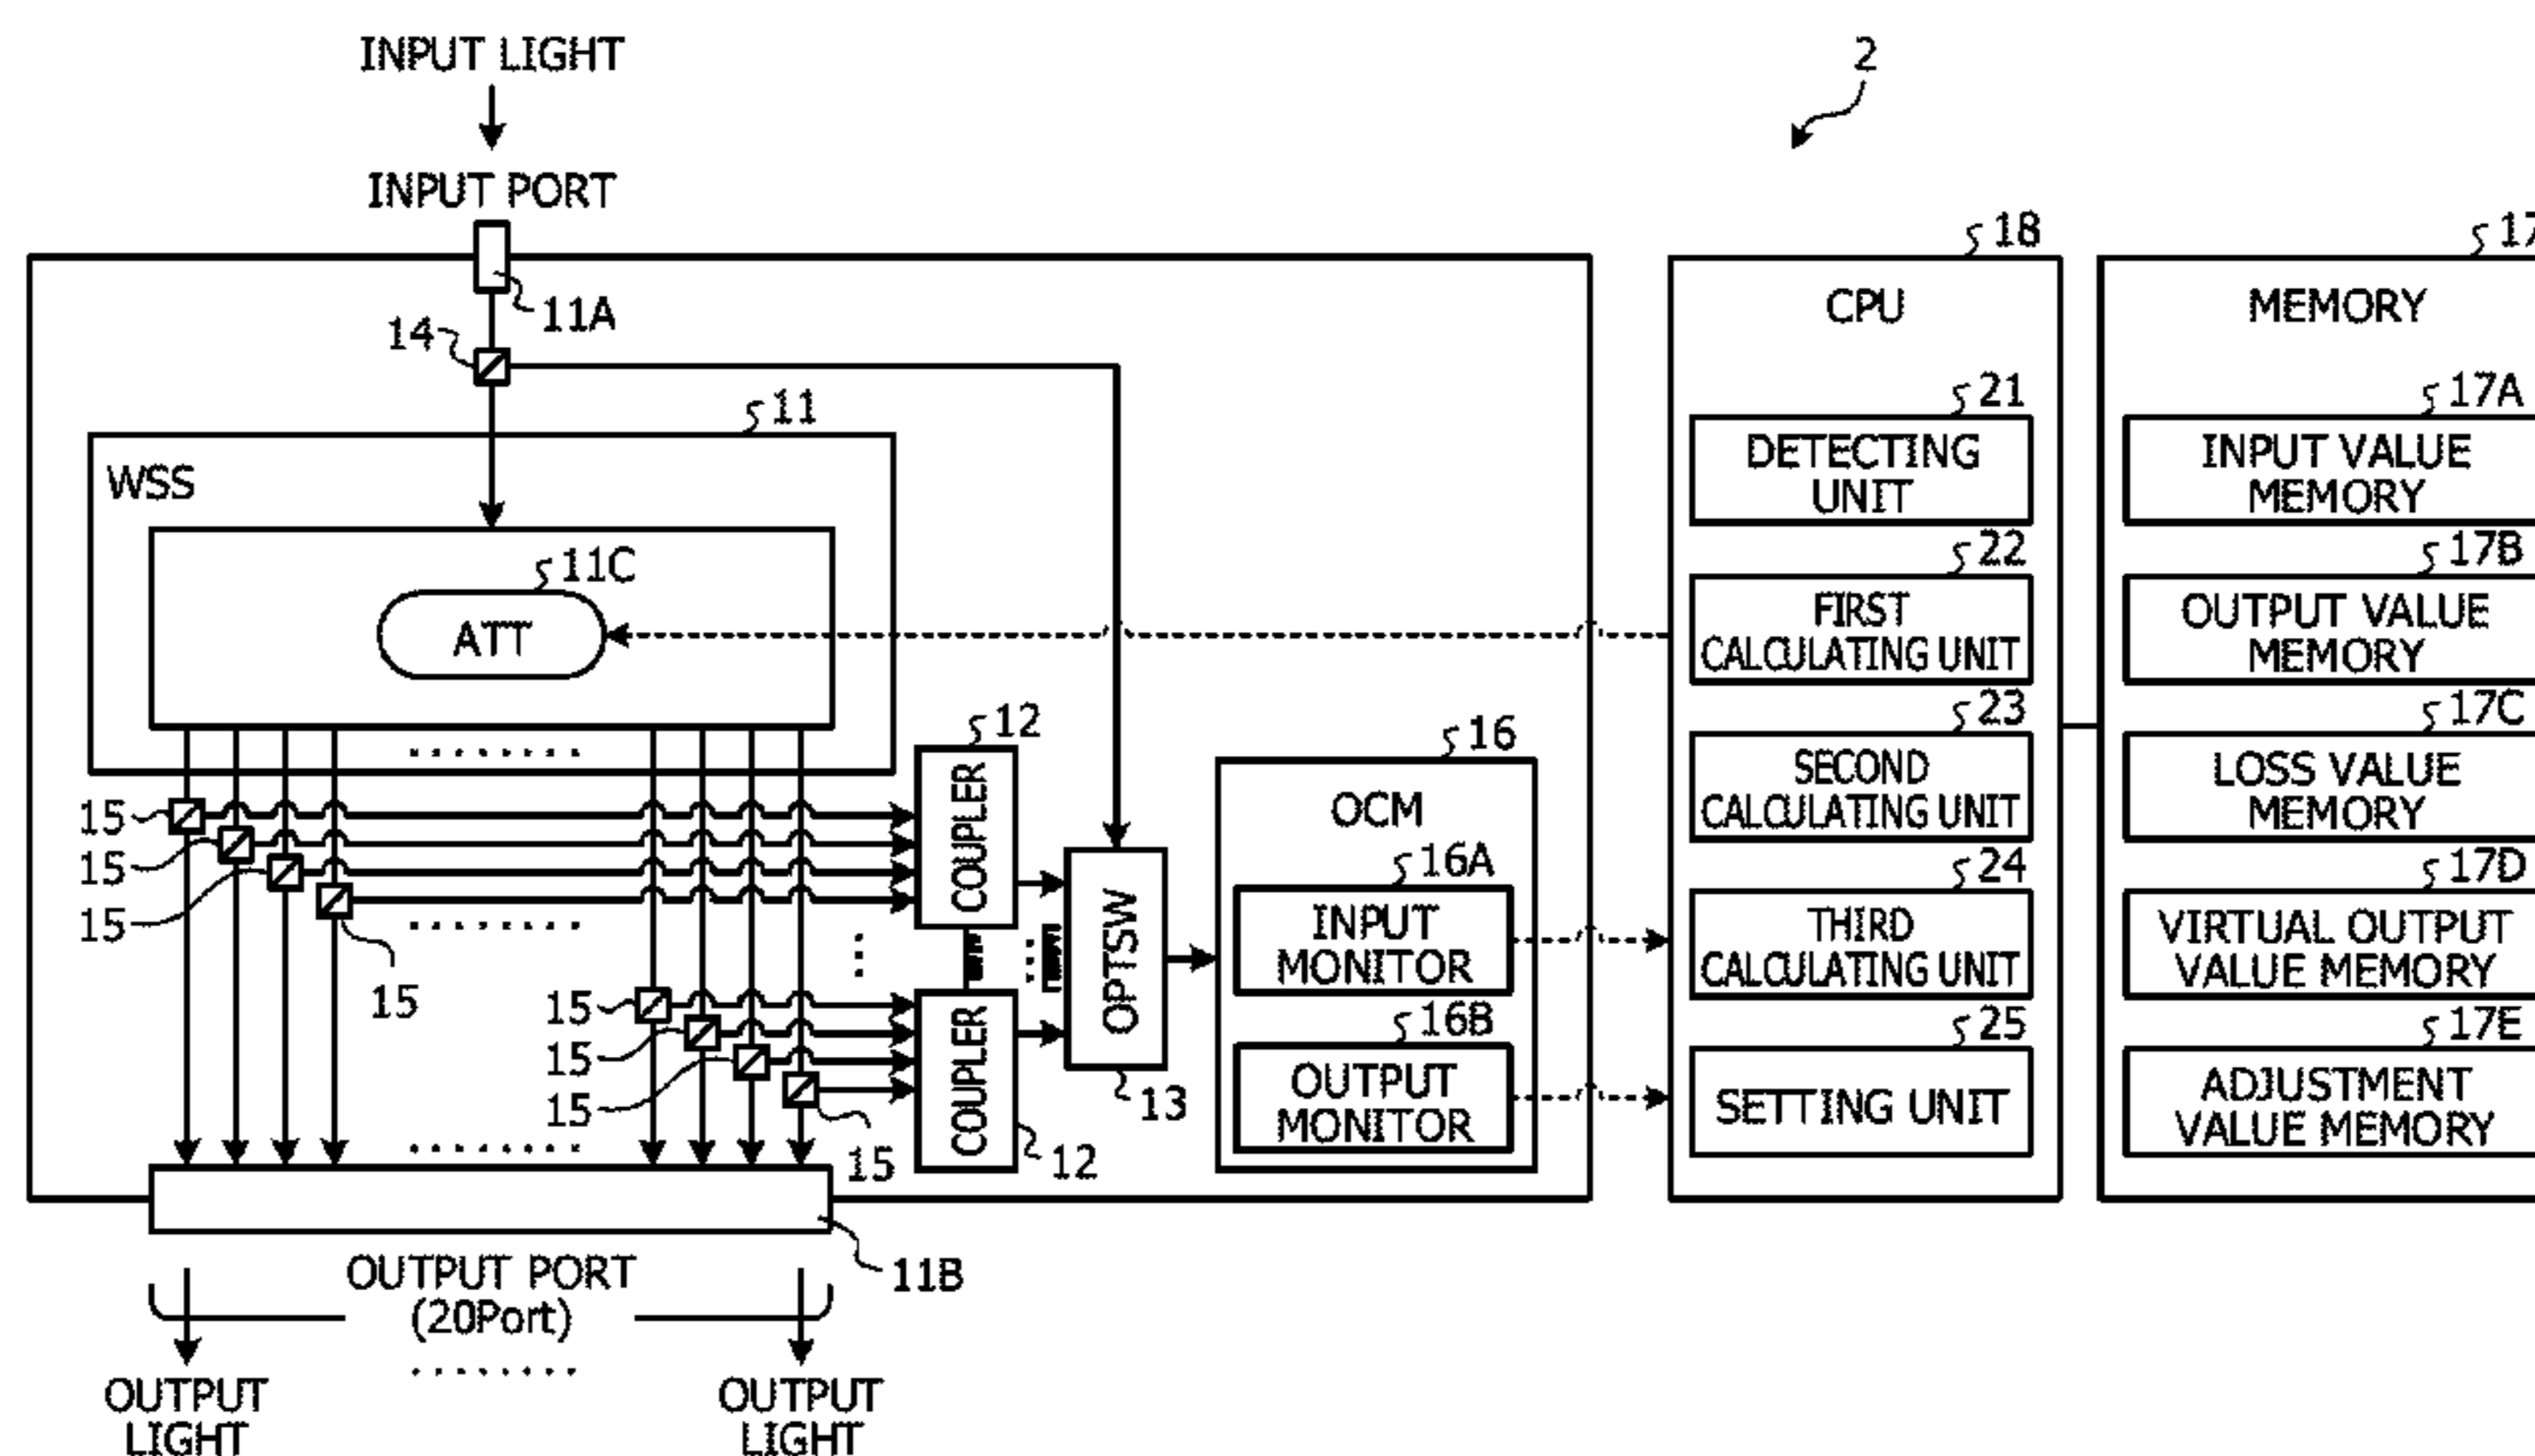 INPUT LIGHT
2
INPUT PORT
11A
14
11
WSS
11C
ATT
12
COUPLER
15
15
15
15
15
15
15
15
COUPLER
12
OPTSW
13
16
OCM
16A
INPUT
MONITOR
16B
OUTPUT
MONITOR
18
CPU
21
DETECTING
UNIT
22
FIRST
CALCULATING UNIT
23
SECOND
CALCULATING UNIT
24
THIRD
CALCULATING UNIT
25
SETTING UNIT
17
MEMORY
17A
INPUT VALUE
MEMORY
17B
OUTPUT VALUE
MEMORY
17C
LOSS VALUE
MEMORY
17D
VIRTUAL OUTPUT
VALUE MEMORY
17E
ADJUSTMENT
VALUE MEMORY
11B
OUTPUT PORT
(20Port)
OUTPUT
LIGHT
OUTPUT
LIGHT